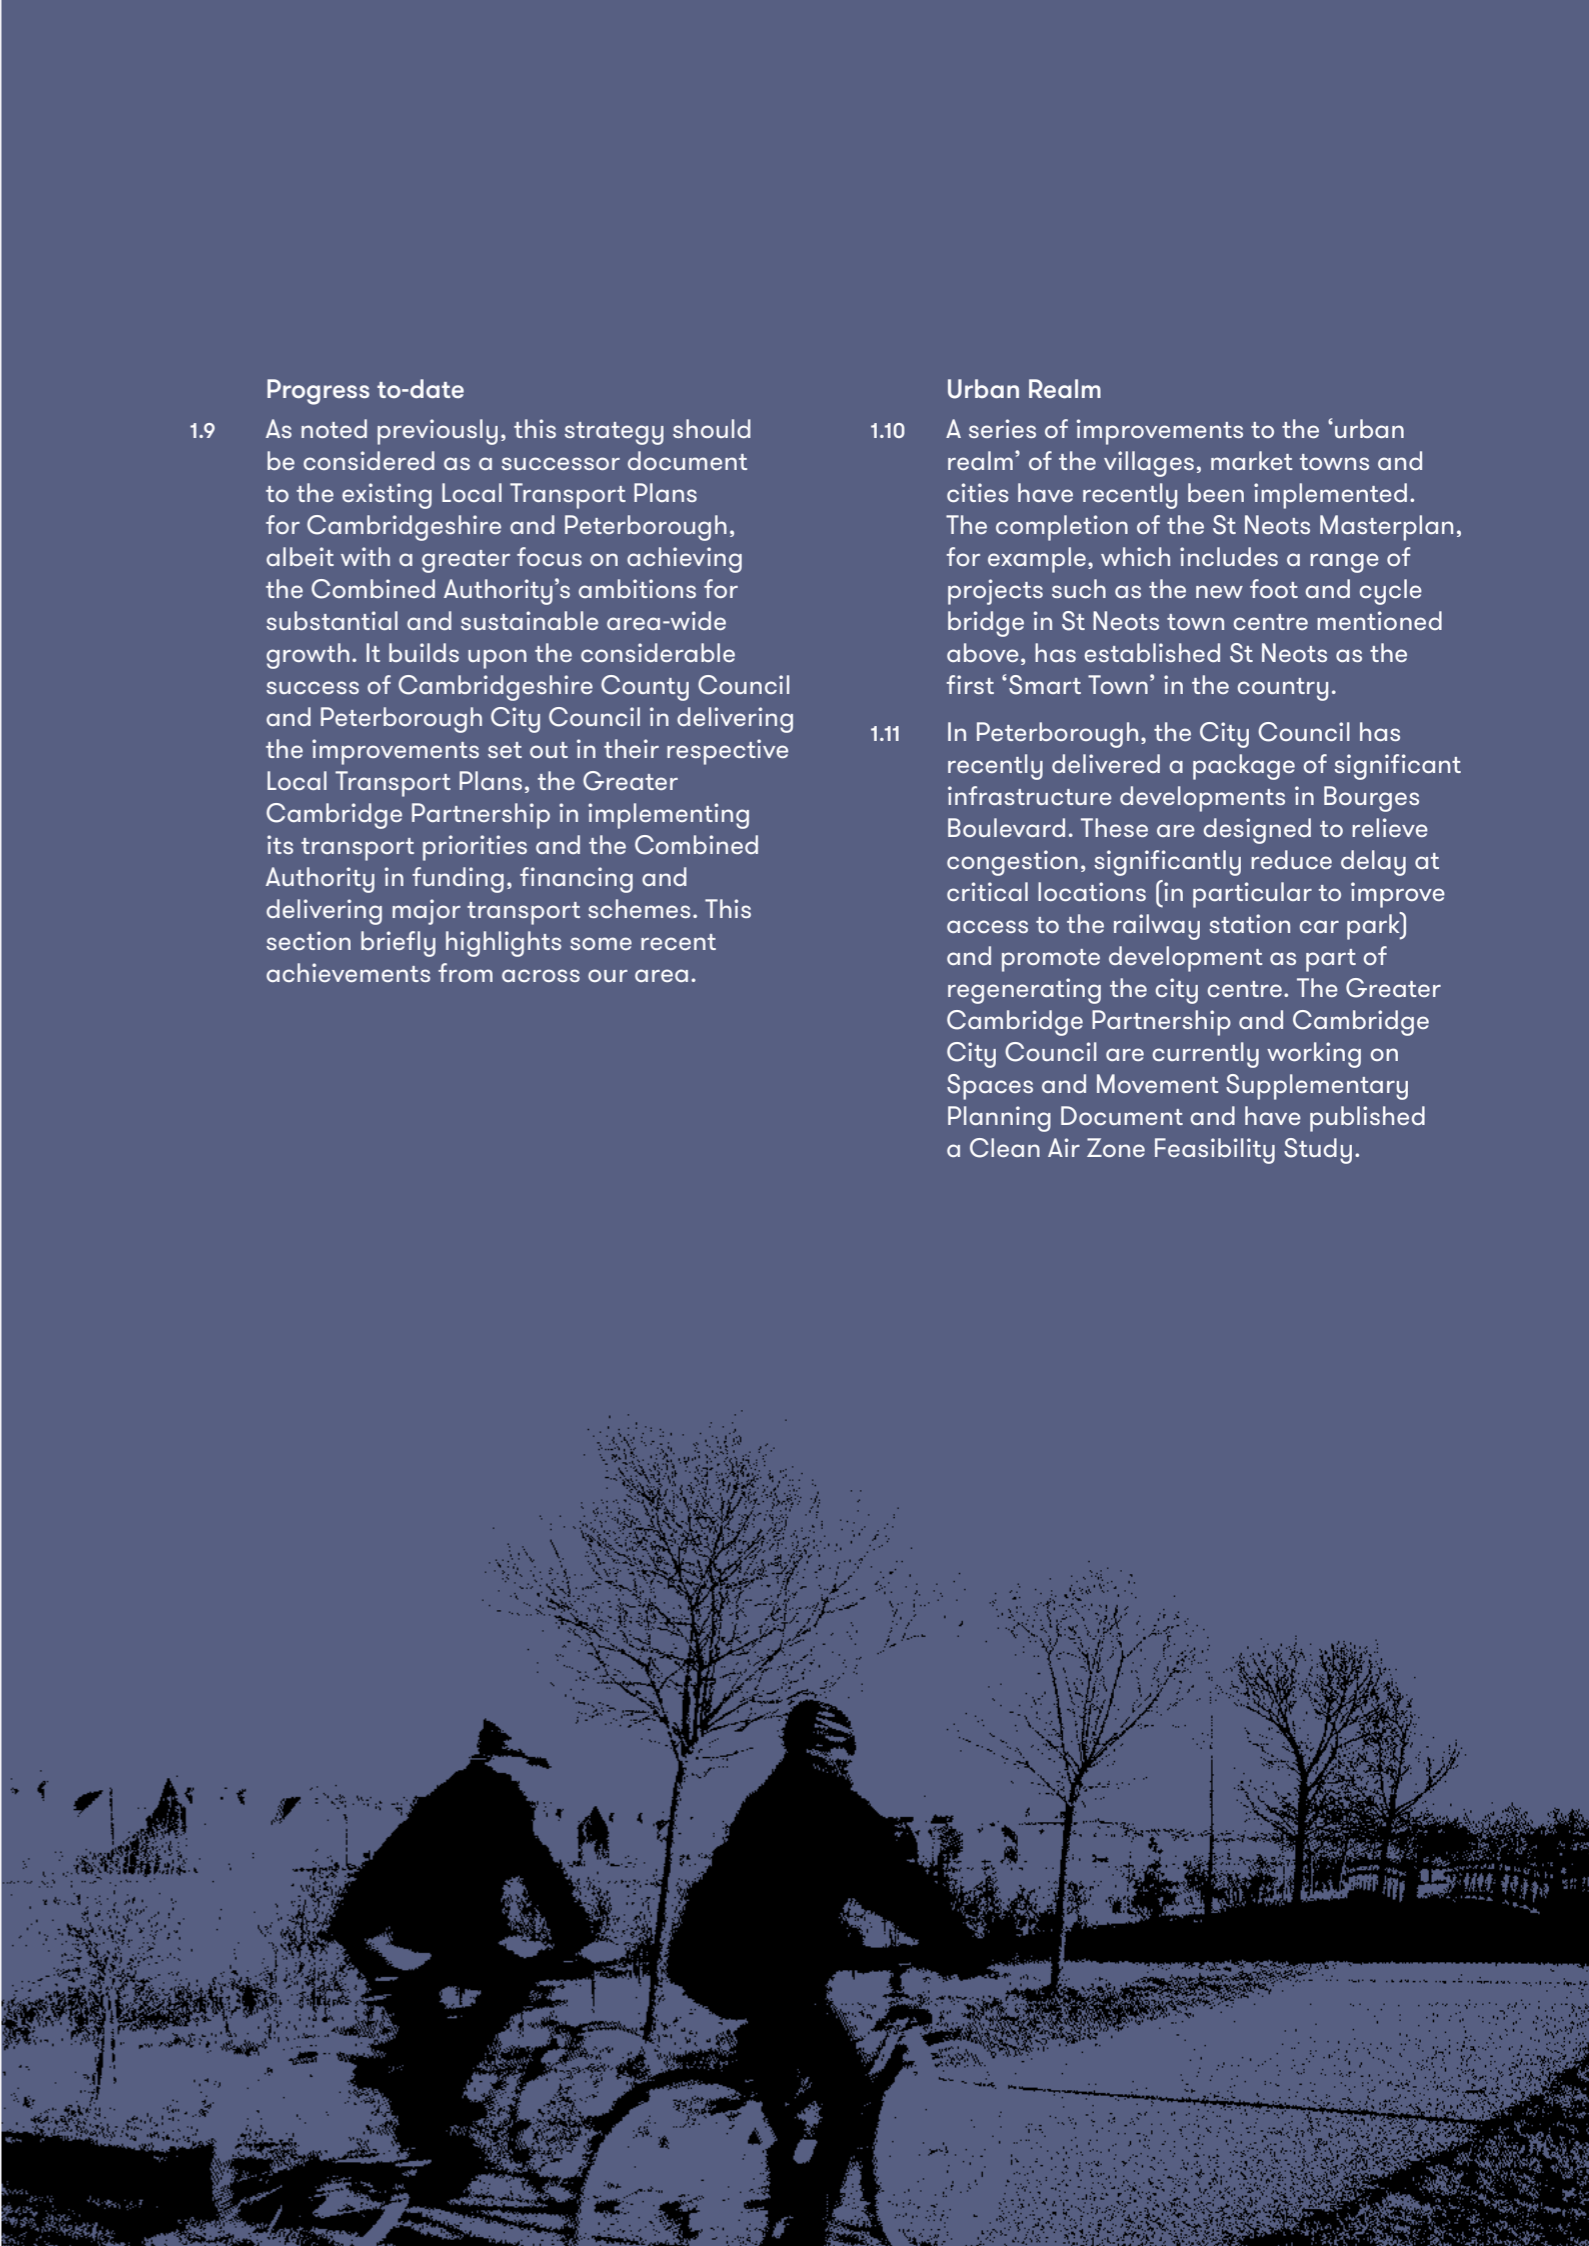 Progress to-date
1.9 As noted previously, this strategy should
be considered as a successor document
to the existing Local Transport Plans
for Cambridgeshire and Peterborough,
albeit with a greater focus on achieving
the Combined Authority’s ambitions for
substantial and sustainable area-wide
growth. It builds upon the considerable
success of Cambridgeshire County Council
and Peterborough City Council in delivering
the improvements set out in their respective
Local Transport Plans, the Greater
Cambridge Partnership in implementing
its transport priorities and the Combined
Authority in funding, financing and
delivering major transport schemes. This
section briefly highlights some recent
achievements from across our area.
Urban Realm
1.10 A series of improvements to the ‘urban
realm’ of the villages, market towns and
cities have recently been implemented.
The completion of the St Neots Masterplan,
for example, which includes a range of
projects such as the new foot and cycle
bridge in St Neots town centre mentioned
above, has established St Neots as the
first ‘Smart Town’ in the country.
1.11 In Peterborough, the City Council has
recently delivered a package of significant
infrastructure developments in Bourges
Boulevard. These are designed to relieve
congestion, significantly reduce delay at
critical locations (in particular to improve
access to the railway station car park)
and promote development as part of
regenerating the city centre. The Greater
Cambridge Partnership and Cambridge
City Council are currently working on
Spaces and Movement Supplementary
Planning Document and have published
a Clean Air Zone Feasibility Study.